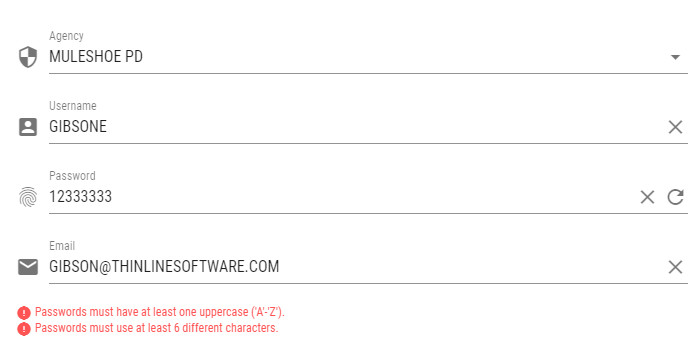 Agency
MULESHOE PD
Username
GIBSONE
Password
12333333
Email
GIBSON@THINLINESOFTWARE.COM
Passwords must have at least one uppercase ('A'-'Z').
Passwords must use at least 6 different characters.